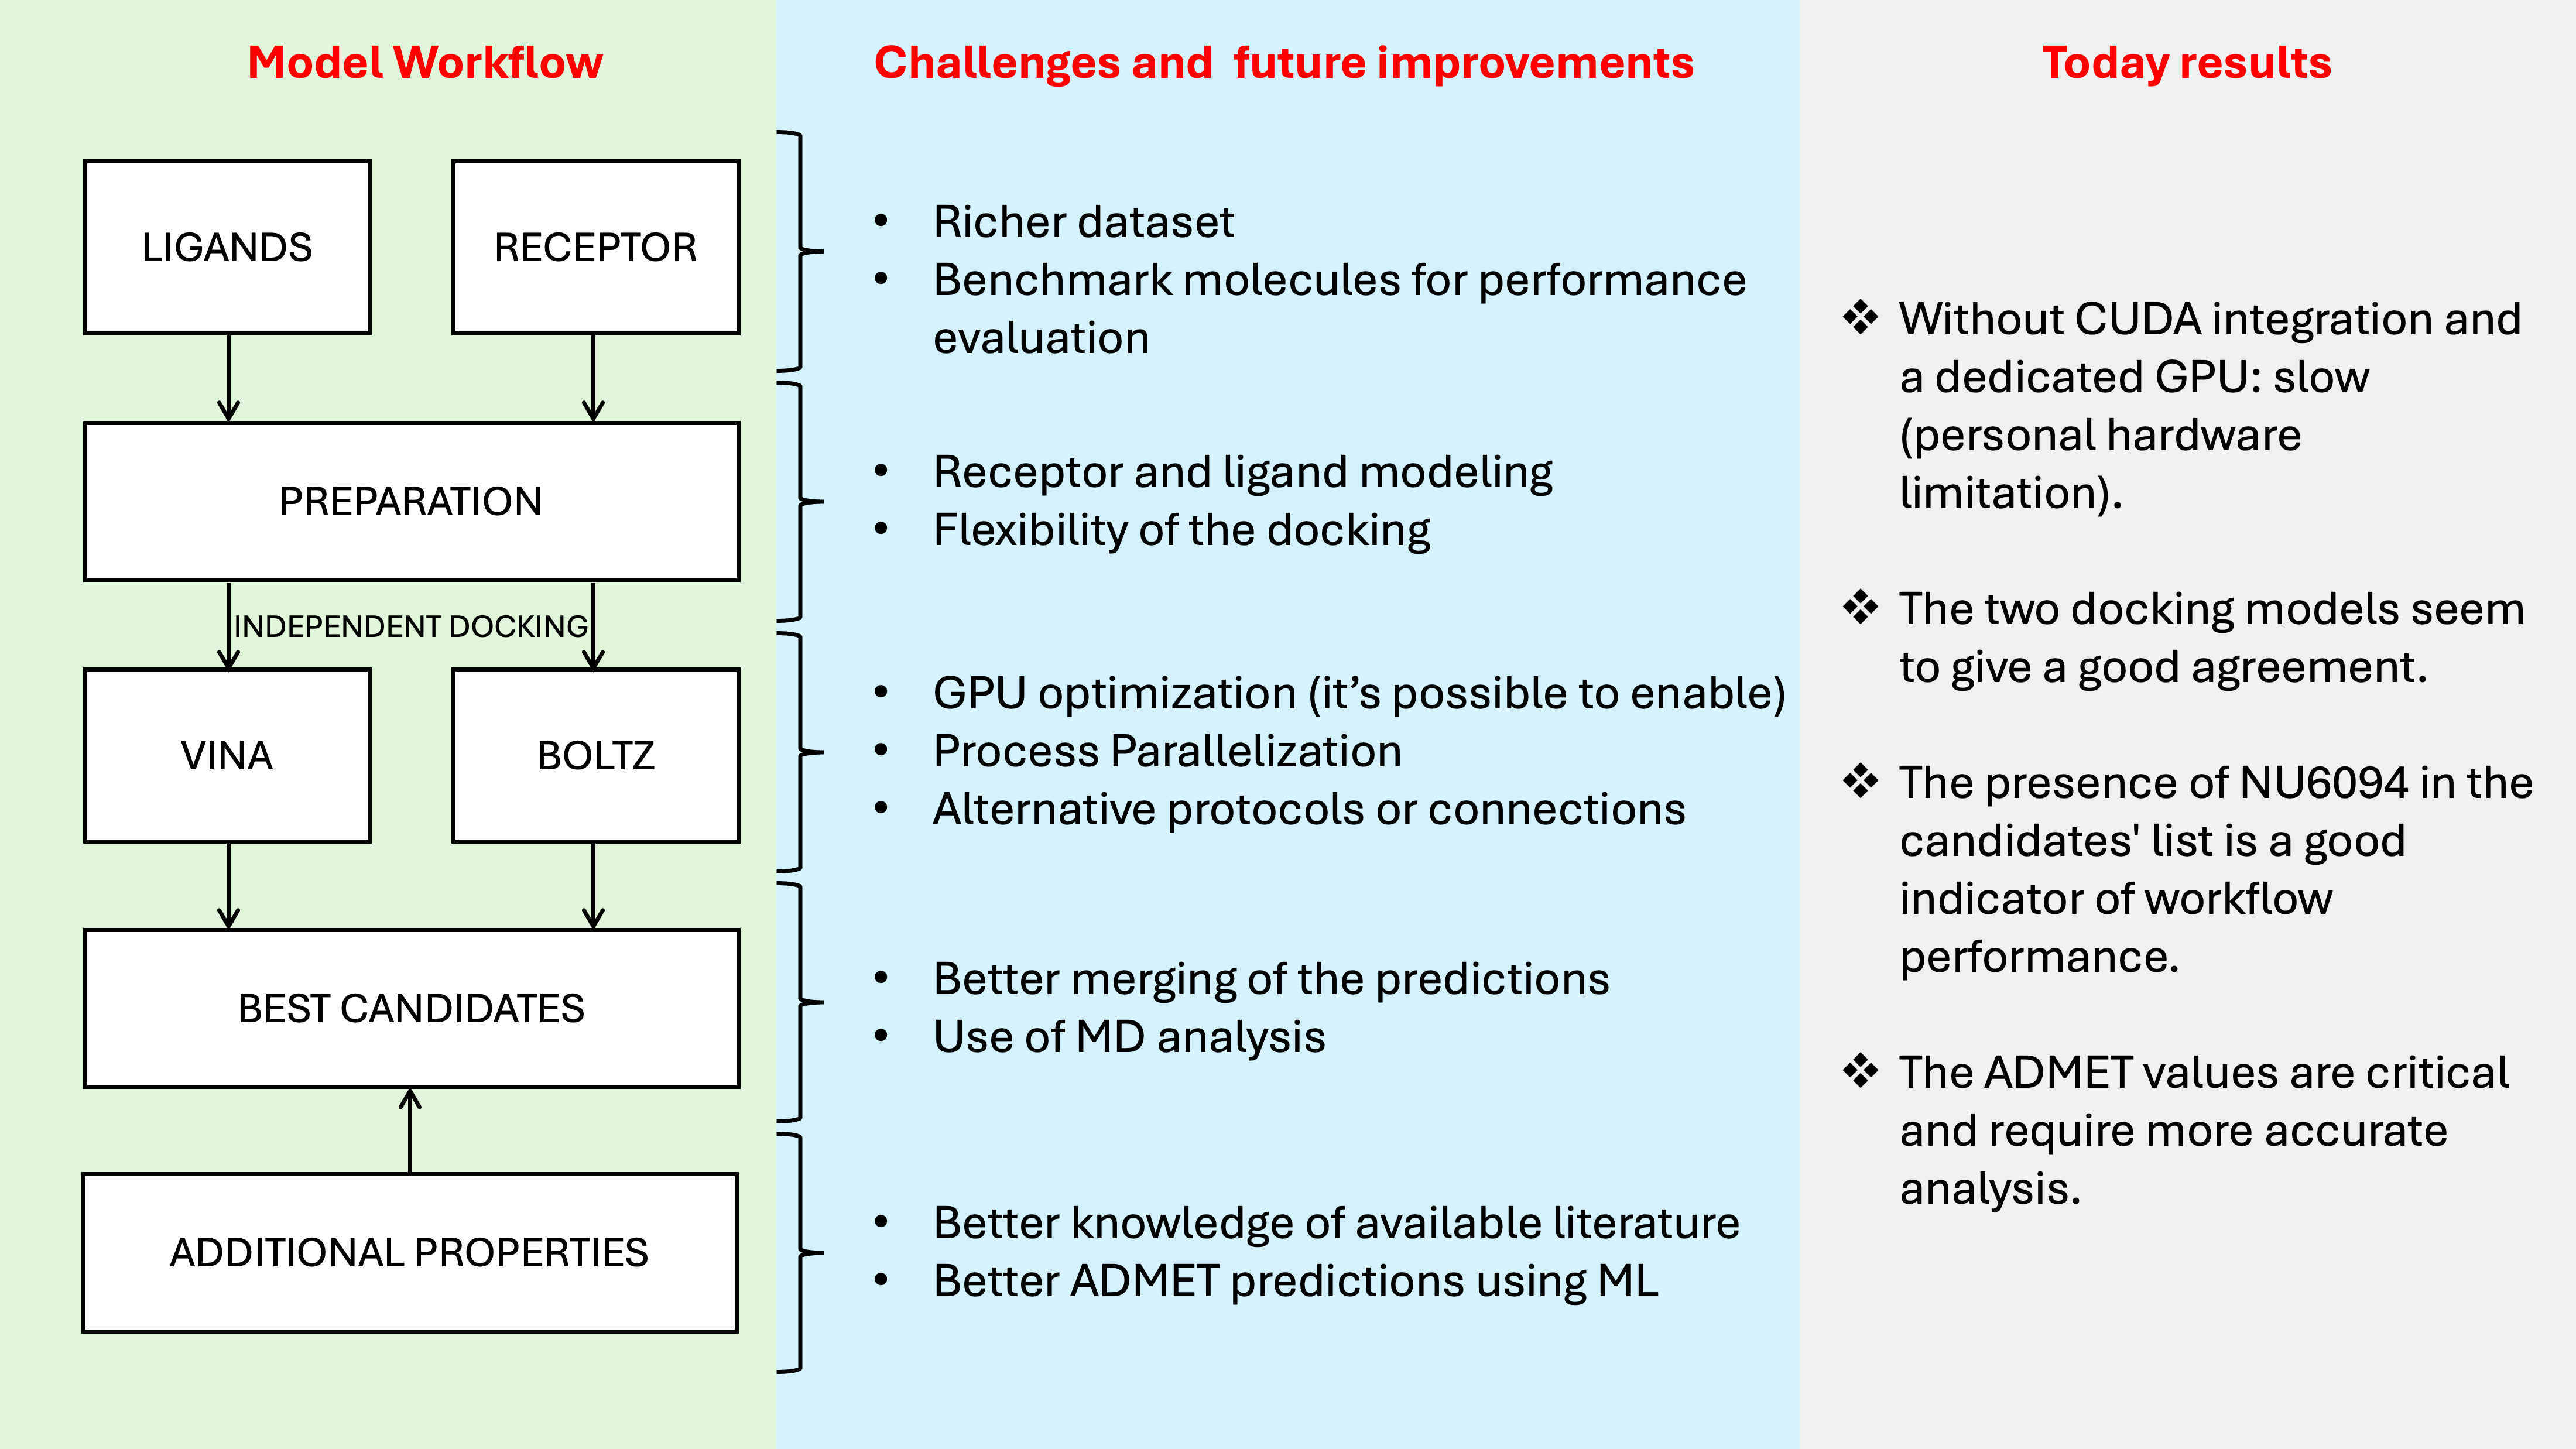 Model Workflow
LIGANDS
RECEPTOR
PREPARATION
INDEPENDENT DOCKING
VINA
BOLTZ
BEST CANDIDATES
ADDITIONAL PROPERTIES
Challenges and  future improvements
• Richer dataset
• Benchmark molecules for performance
evaluation
• Receptor and ligand modeling
• Flexibility of the docking
• GPU optimization (it’s possible to enable)
• Process Parallelization
• Alternative protocols or connections
• Better merging of the predictions
• Use of MD analysis
• Better knowledge of available literature
• Better ADMET predictions using ML
Today results
❖ Without CUDA integration and
a dedicated GPU: slow
(personal hardware
limitation).
❖ The two docking models seem
to give a good agreement.
❖ The presence of NU6094 in the
candidates' list is a good
indicator of workflow
performance.
❖ The ADMET values are critical
and require more accurate
analysis.